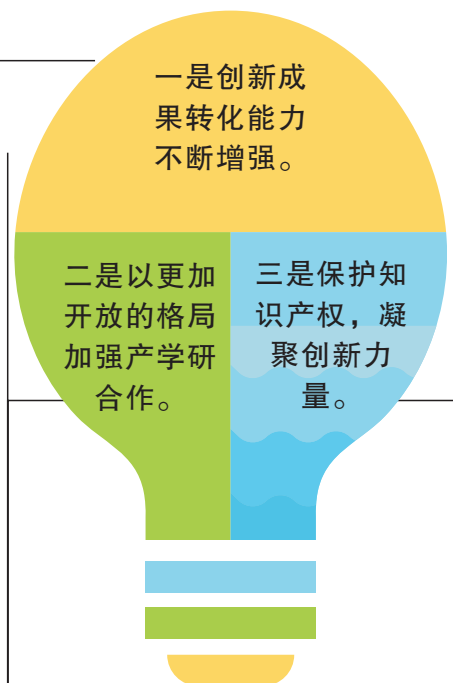 一是创新成
果转化能力
不断增强。
二是以更加
开放的格局
加强产学研
合作。
三是保护知
识产权，凝
聚创新力
量。